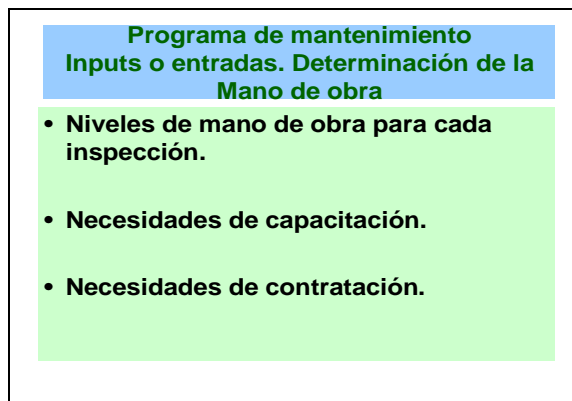 Programa de mantenimiento
Inputs o entradas. Determinación de la
Mano de obra
• Niveles de mano de obra para cada
inspección.
• Necesidades de capacitación.
• Necesidades de contratación.